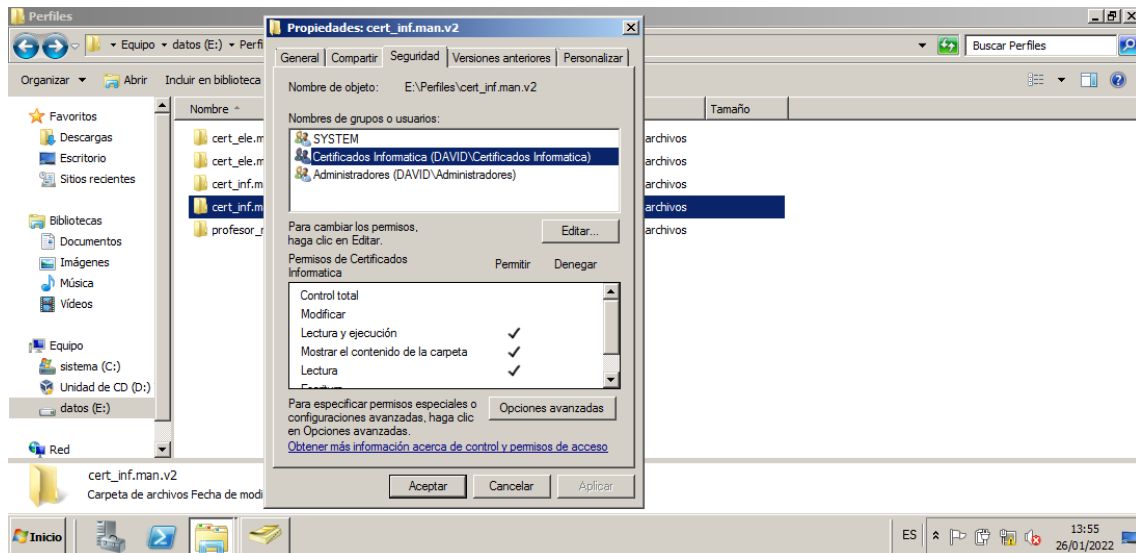 Perfiles
Equipo datos (E:) Perfi
Buscar Perfiles
Organizar Abrir Incluir en biblioteca
Favoritos
Descargas
Escritorio
Sitios recientes
Bibliotecas
Documentos
Imágenes
Música
Vídeos
Equipo
sistema (C:)
Unidad de CD (D:)
datos (E:)
Red
Nombre
Tamaño
cert_ele.m
archivos
cert_ele.m
archivos
cert_inf.m
archivos
cert_inf.m
archivos
profesor_r
archivos
Propiedades: cert_inf.man.v2
General Compartir Seguridad Versiones anteriores Personalizar
Nombre de objeto: E:\Perfiles\cert_inf.man.v2
Nombres de grupos o usuarios:
SYSTEM
Certificados Informatica (DAVID\Certificados Informatica)
Administradores (DAVID\Administradores)
Para cambiar los permisos,
haga clic en Editar.
Editar...
Permisos de Certificados
Informatica
Permitir Denegar
Control total
Modificar
Lectura y ejecución
Mostrar el contenido de la carpeta
Lectura
Para especificar permisos especiales o
configuraciones avanzadas, haga clic
en Opciones avanzadas.
Opciones avanzadas
Obtener más información acerca de control y permisos de acceso
Aceptar Cancelar Aplicar
cert_inf.man.v2
Carpeta de archivos Fecha de modi
Inicio
ES
13:55
26/01/2022